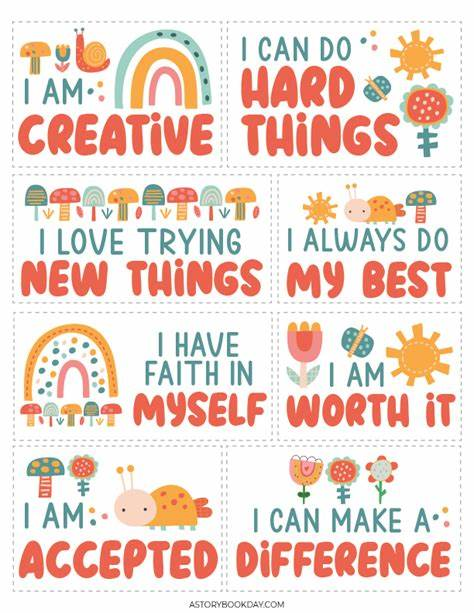 I AM
CREATIVE
I CAN DO
HARD
THINGS
I LOVE TRYING
NEW THINGS
I ALWAYS DO
MY BEST
I HAVE
FAITH IN
MYSELF
I AM
WORTH IT
I AM
ACCEPTED
I CAN MAKE A
DIFFERENCE
ASTORYBOOKDAY.COM